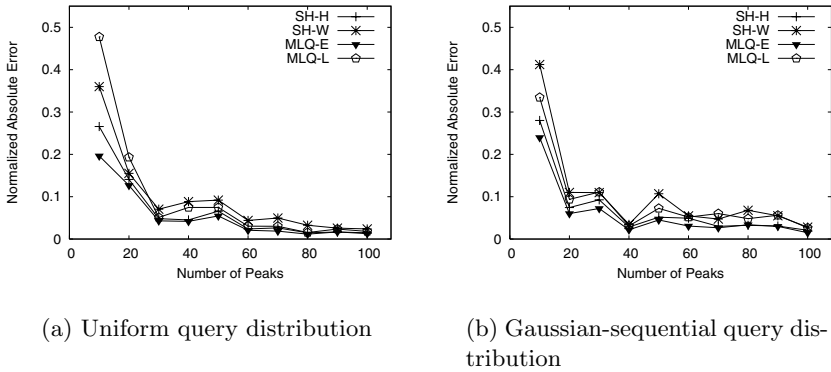 0.5
0.4
0.3
0.2
0.1
0
0 20 40 60 80 100
Normalized Absolute Error
Number of Peaks
SH-H
SH-W
MLQ-E
MLQ-L
(a) Uniform query distribution
0.5
0.4
0.3
0.2
0.1
0
0 20 40 60 80 100
Normalized Absolute Error
Number of Peaks
SH-H
SH-W
MLQ-E
MLQ-L
(b) Gaussian-sequential query dis-
tribution